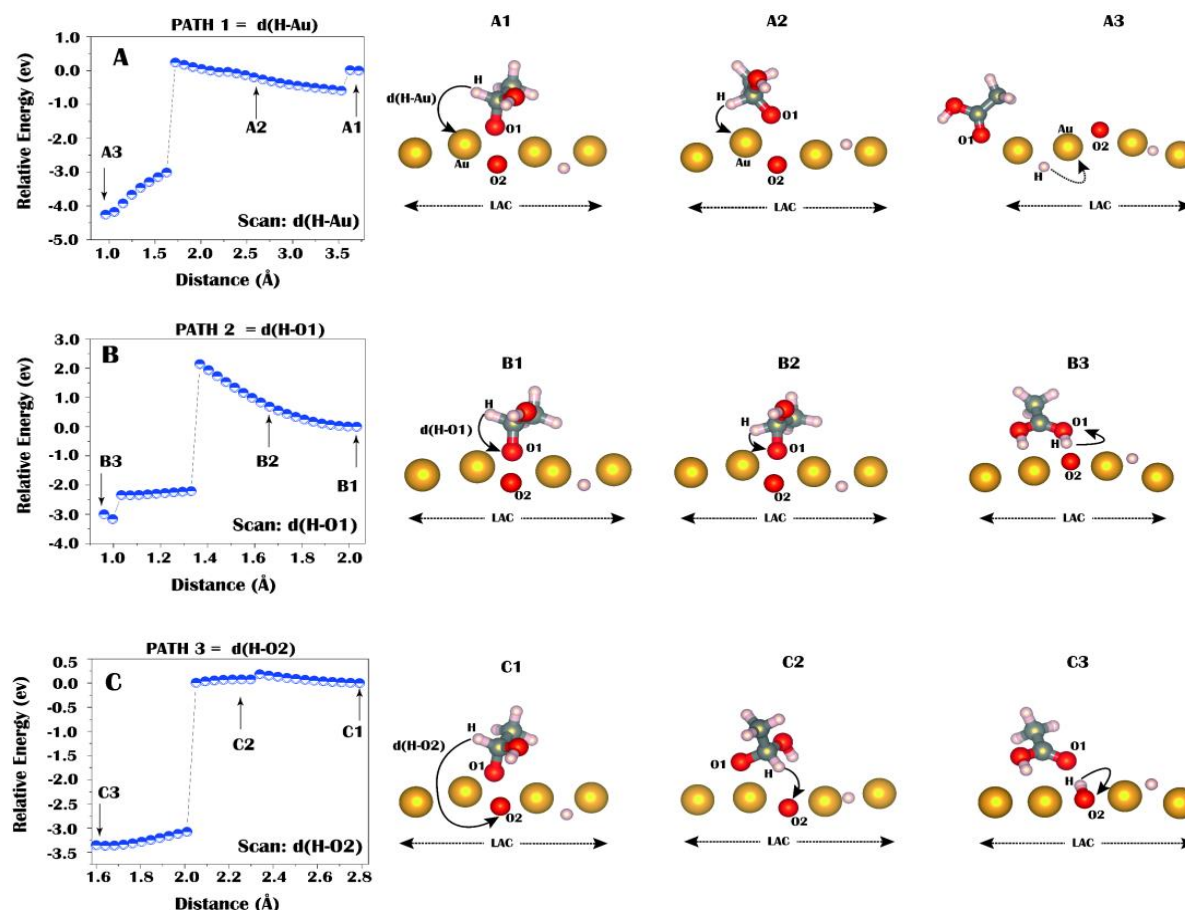 PATH 1 = d(H-Au)
A
Relative Energy (ev)
1.0
0.0
-1.0
-2.0
-3.0
-4.0
-5.0
A3
A2
A1
Scan: d(H-Au)
1.0 1.5 2.0 2.5 3.0 3.5
Distance (Å)
A1
H
d(H-Au)
O1
Au
O2
LAC
A2
H
O1
Au
O2
LAC
A3
O1
Au
O2
H
LAC
PATH 2 = d(H-O1)
B
Relative Energy (ev)
3.0
2.0
1.0
0.0
-1.0
-2.0
-3.0
-4.0
B3
B2
B1
Scan: d(H-O1)
1.0 1.2 1.4 1.6 1.8 2.0
Distance (Å)
B1
H
d(H-O1)
O1
O2
LAC
B2
H
O1
O2
LAC
B3
O1
H
O2
LAC
PATH 3 = d(H-O2)
C
Relative Energy (ev)
0.5
0.0
-0.5
-1.0
-1.5
-2.0
-2.5
-3.0
-3.5
C3
C2
C1
Scan: d(H-O2)
1.6 1.8 2.0 2.2 2.4 2.6 2.8
Distance (Å)
C1
H
d(H-O2)
O1
O2
LAC
C2
O1
H
O2
LAC
C3
O1
H
O2
LAC